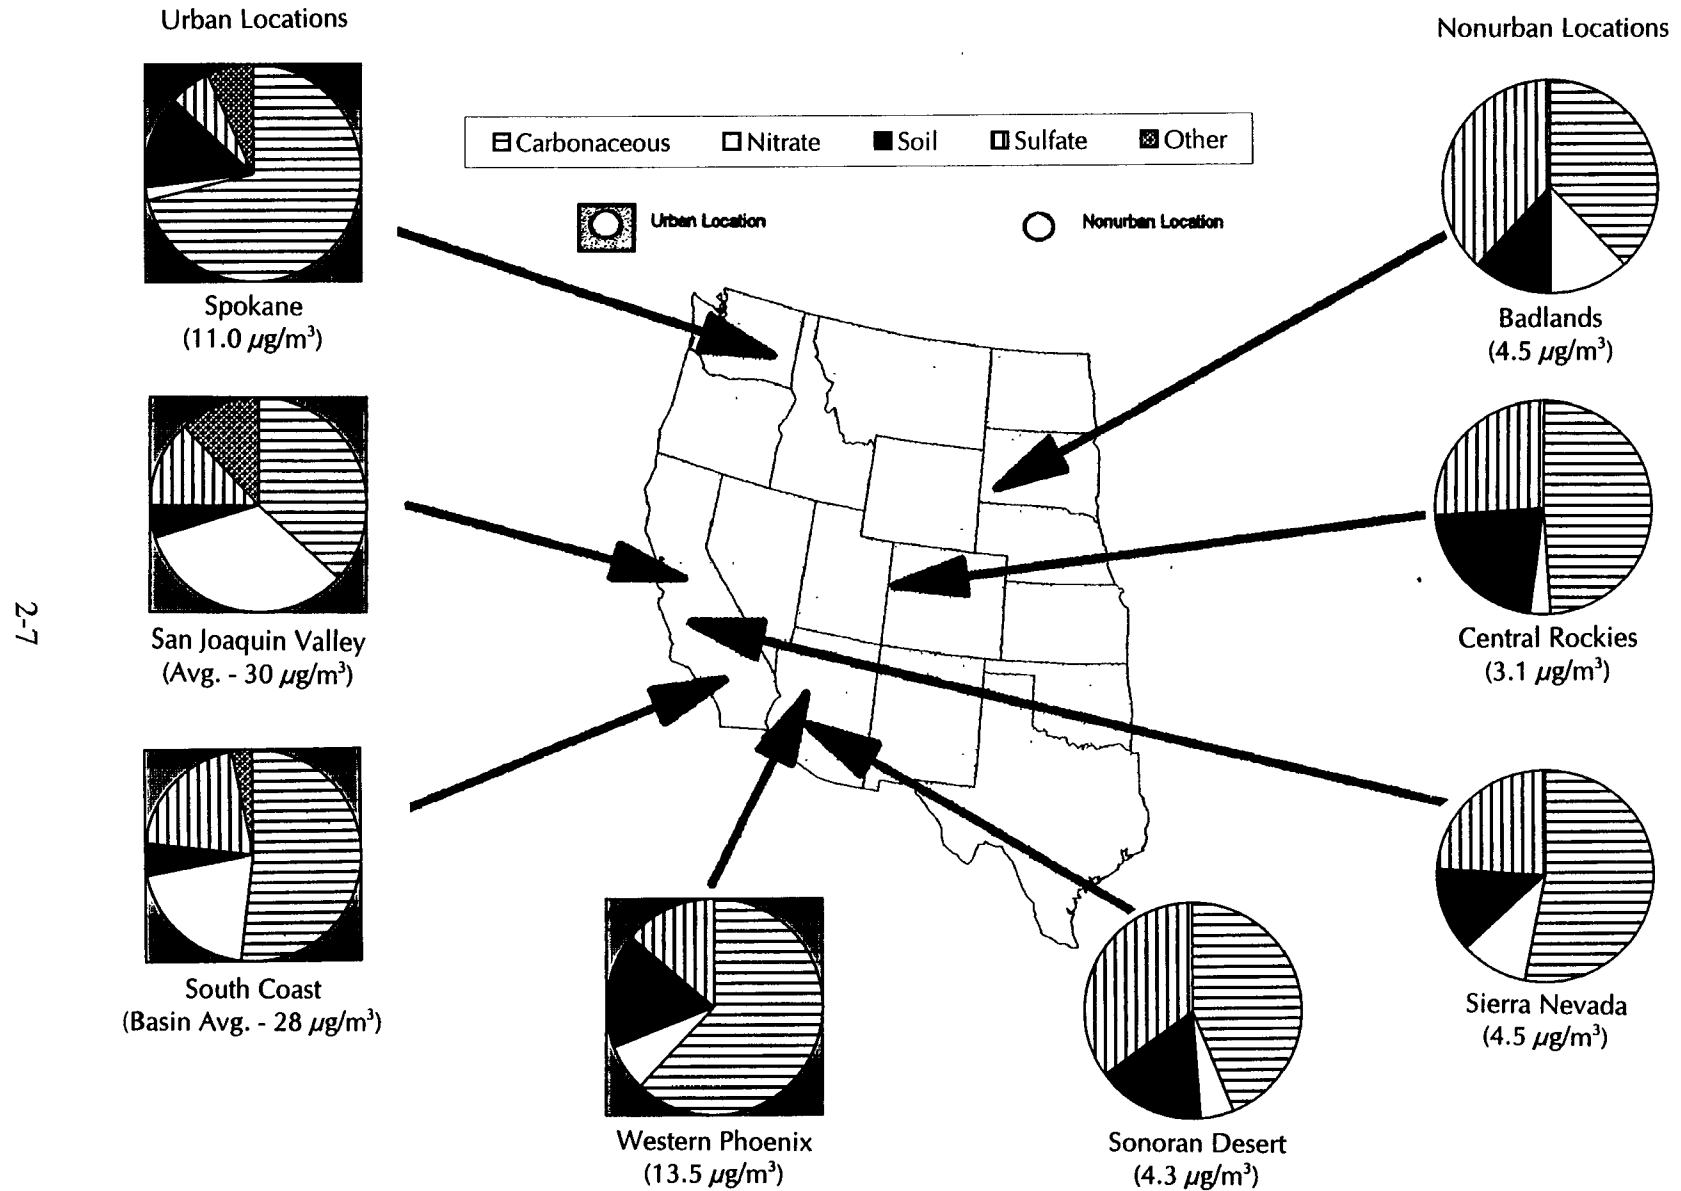 Urban Locations
Nonurban Locations
Carbonaceous Nitrate Soil Sulfate Other
Urban Location
Nonurban Location
Spokane
(11.0 µg/m³)
Badlands
(4.5 µg/m³)
San Joaquin Valley
(Avg. - 30 µg/m³)
Central Rockies
(3.1 µg/m³)
2-7
South Coast
(Basin Avg. - 28 µg/m³)
Sierra Nevada
(4.5 µg/m³)
Western Phoenix
(13.5 µg/m³)
Sonoran Desert
(4.3 µg/m³)